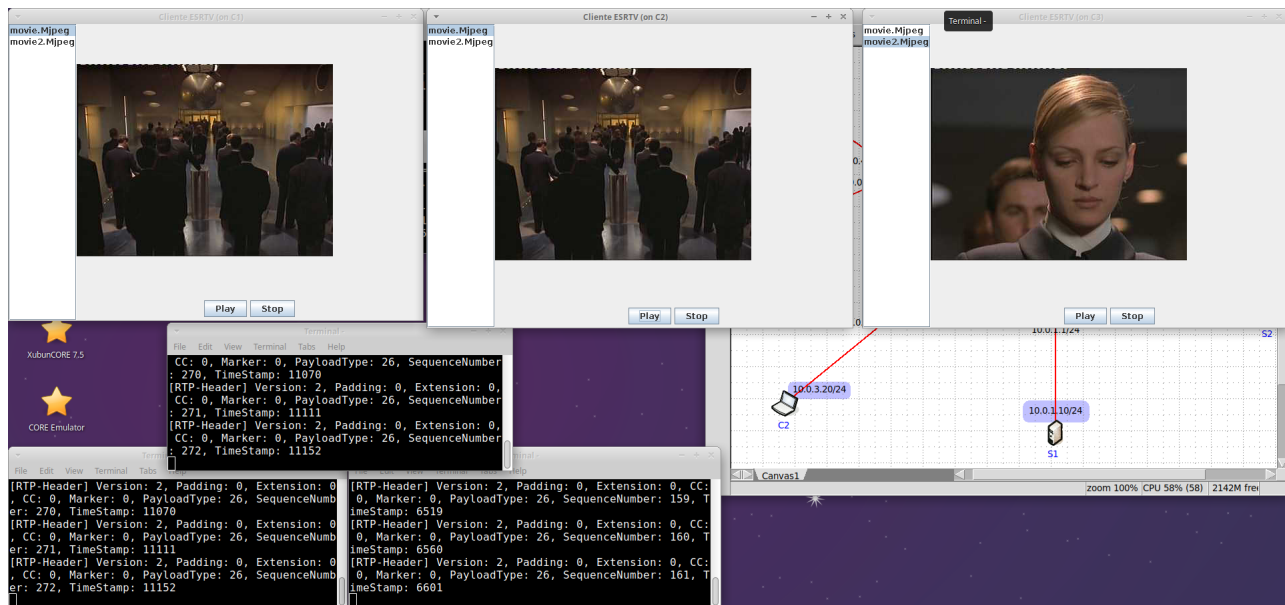 Cliente ESRTV (on C1)
movie.Mjpeg
movie2.Mjpeg
Play Stop
Cliente ESRTV (on C2)
movie.Mjpeg
movie2.Mjpeg
Play Stop
Cliente ESRTV (on C3)
Terminal -
movie.Mjpeg
movie2.Mjpeg
Play Stop
XubunCORE 7.5
CORE Emulator
Terminal -
File Edit View Terminal Tabs Help
CC: 0, Marker: 0, PayloadType: 26, SequenceNumber
: 270, TimeStamp: 11070
[RTP-Header] Version: 2, Padding: 0, Extension: 0,
CC: 0, Marker: 0, PayloadType: 26, SequenceNumber
: 271, TimeStamp: 11111
[RTP-Header] Version: 2, Padding: 0, Extension: 0,
CC: 0, Marker: 0, PayloadType: 26, SequenceNumber
: 272, TimeStamp: 11152
10.0.1.1/24
S2
10.0.3.20/24
C2
10.0.1.10/24
S1
Canvas1
zoom 100% CPU 58% (58) 2142M free
File Edit View Terminal Tabs Help
[RTP-Header] Version: 2, Padding: 0, Extension: 0
, CC: 0, Marker: 0, PayloadType: 26, SequenceNumb
er: 270, TimeStamp: 11070
[RTP-Header] Version: 2, Padding: 0, Extension: 0
, CC: 0, Marker: 0, PayloadType: 26, SequenceNumb
er: 271, TimeStamp: 11111
[RTP-Header] Version: 2, Padding: 0, Extension: 0
, CC: 0, Marker: 0, PayloadType: 26, SequenceNumb
er: 272, TimeStamp: 11152
File Edit View Terminal Tabs Help
[RTP-Header] Version: 2, Padding: 0, Extension: 0, CC:
0, Marker: 0, PayloadType: 26, SequenceNumber: 159, T
imeStamp: 6519
[RTP-Header] Version: 2, Padding: 0, Extension: 0, CC:
0, Marker: 0, PayloadType: 26, SequenceNumber: 160, T
imeStamp: 6560
[RTP-Header] Version: 2, Padding: 0, Extension: 0, CC:
0, Marker: 0, PayloadType: 26, SequenceNumber: 161, T
imeStamp: 6601